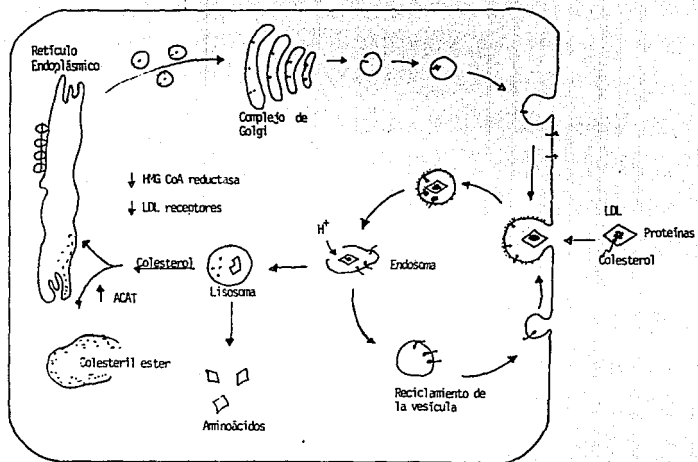 Retículo
Endoplásmico
Complejo de
Golgi
↓ HMG CoA reductasa
↓ LDL receptores
H⁺
Endosoma
LDL
Proteínas
Colesterol
Colesterol
↑ ACAT
Lisosoma
Colesteril ester
Aminoácidos
Reciclamiento de
la vesícula